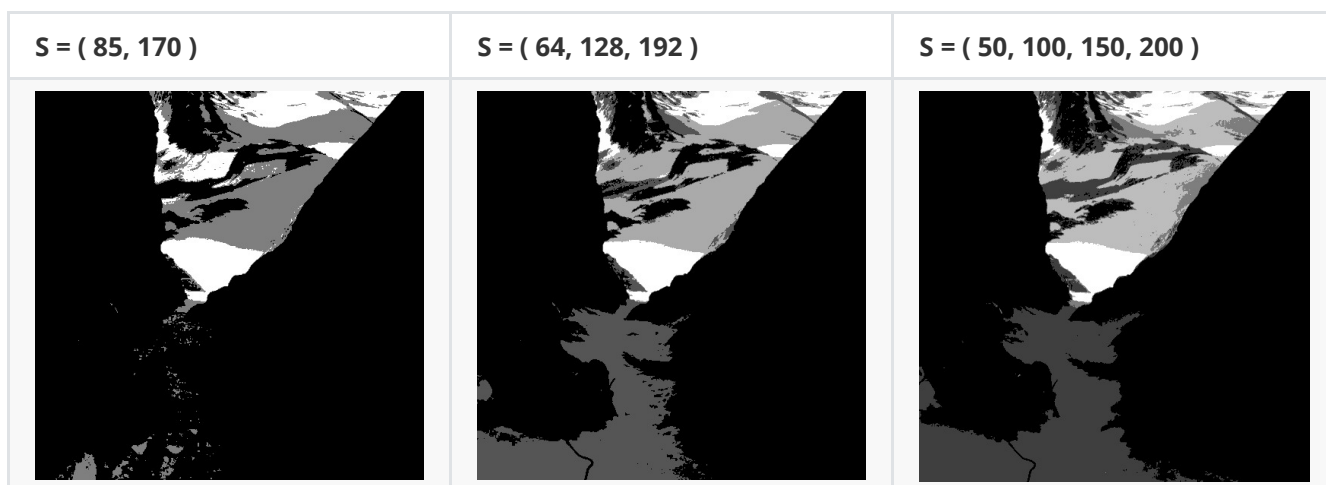 S = ( 85, 170 )
S = ( 64, 128, 192 )
S = ( 50, 100, 150, 200 )